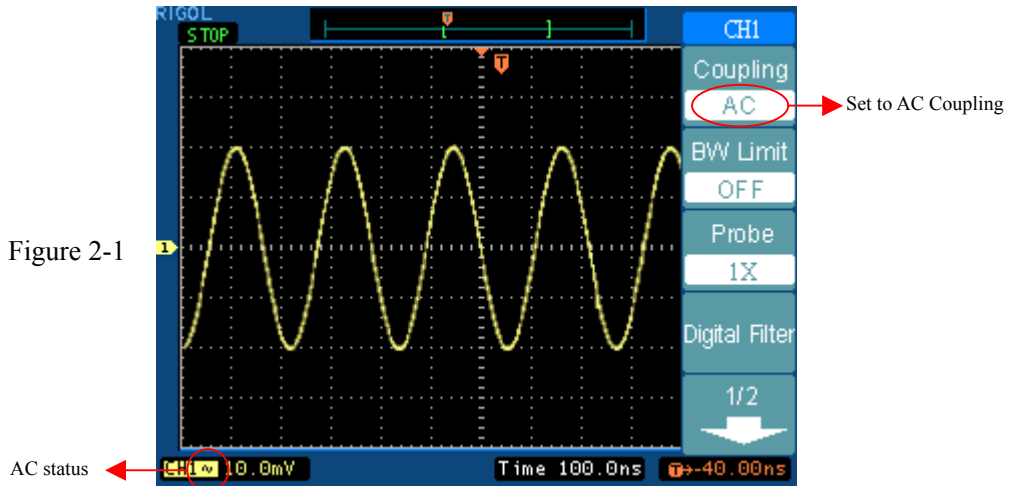 RIGOL
STOP
T
CH1
T
Coupling
AC
Set to AC Coupling
BW Limit
OFF
Figure 2-1
1
Probe
1X
Digital Filter
1/2
AC status
CH1~ 10.0mV
Time 100.0ns
T→-40.00ns